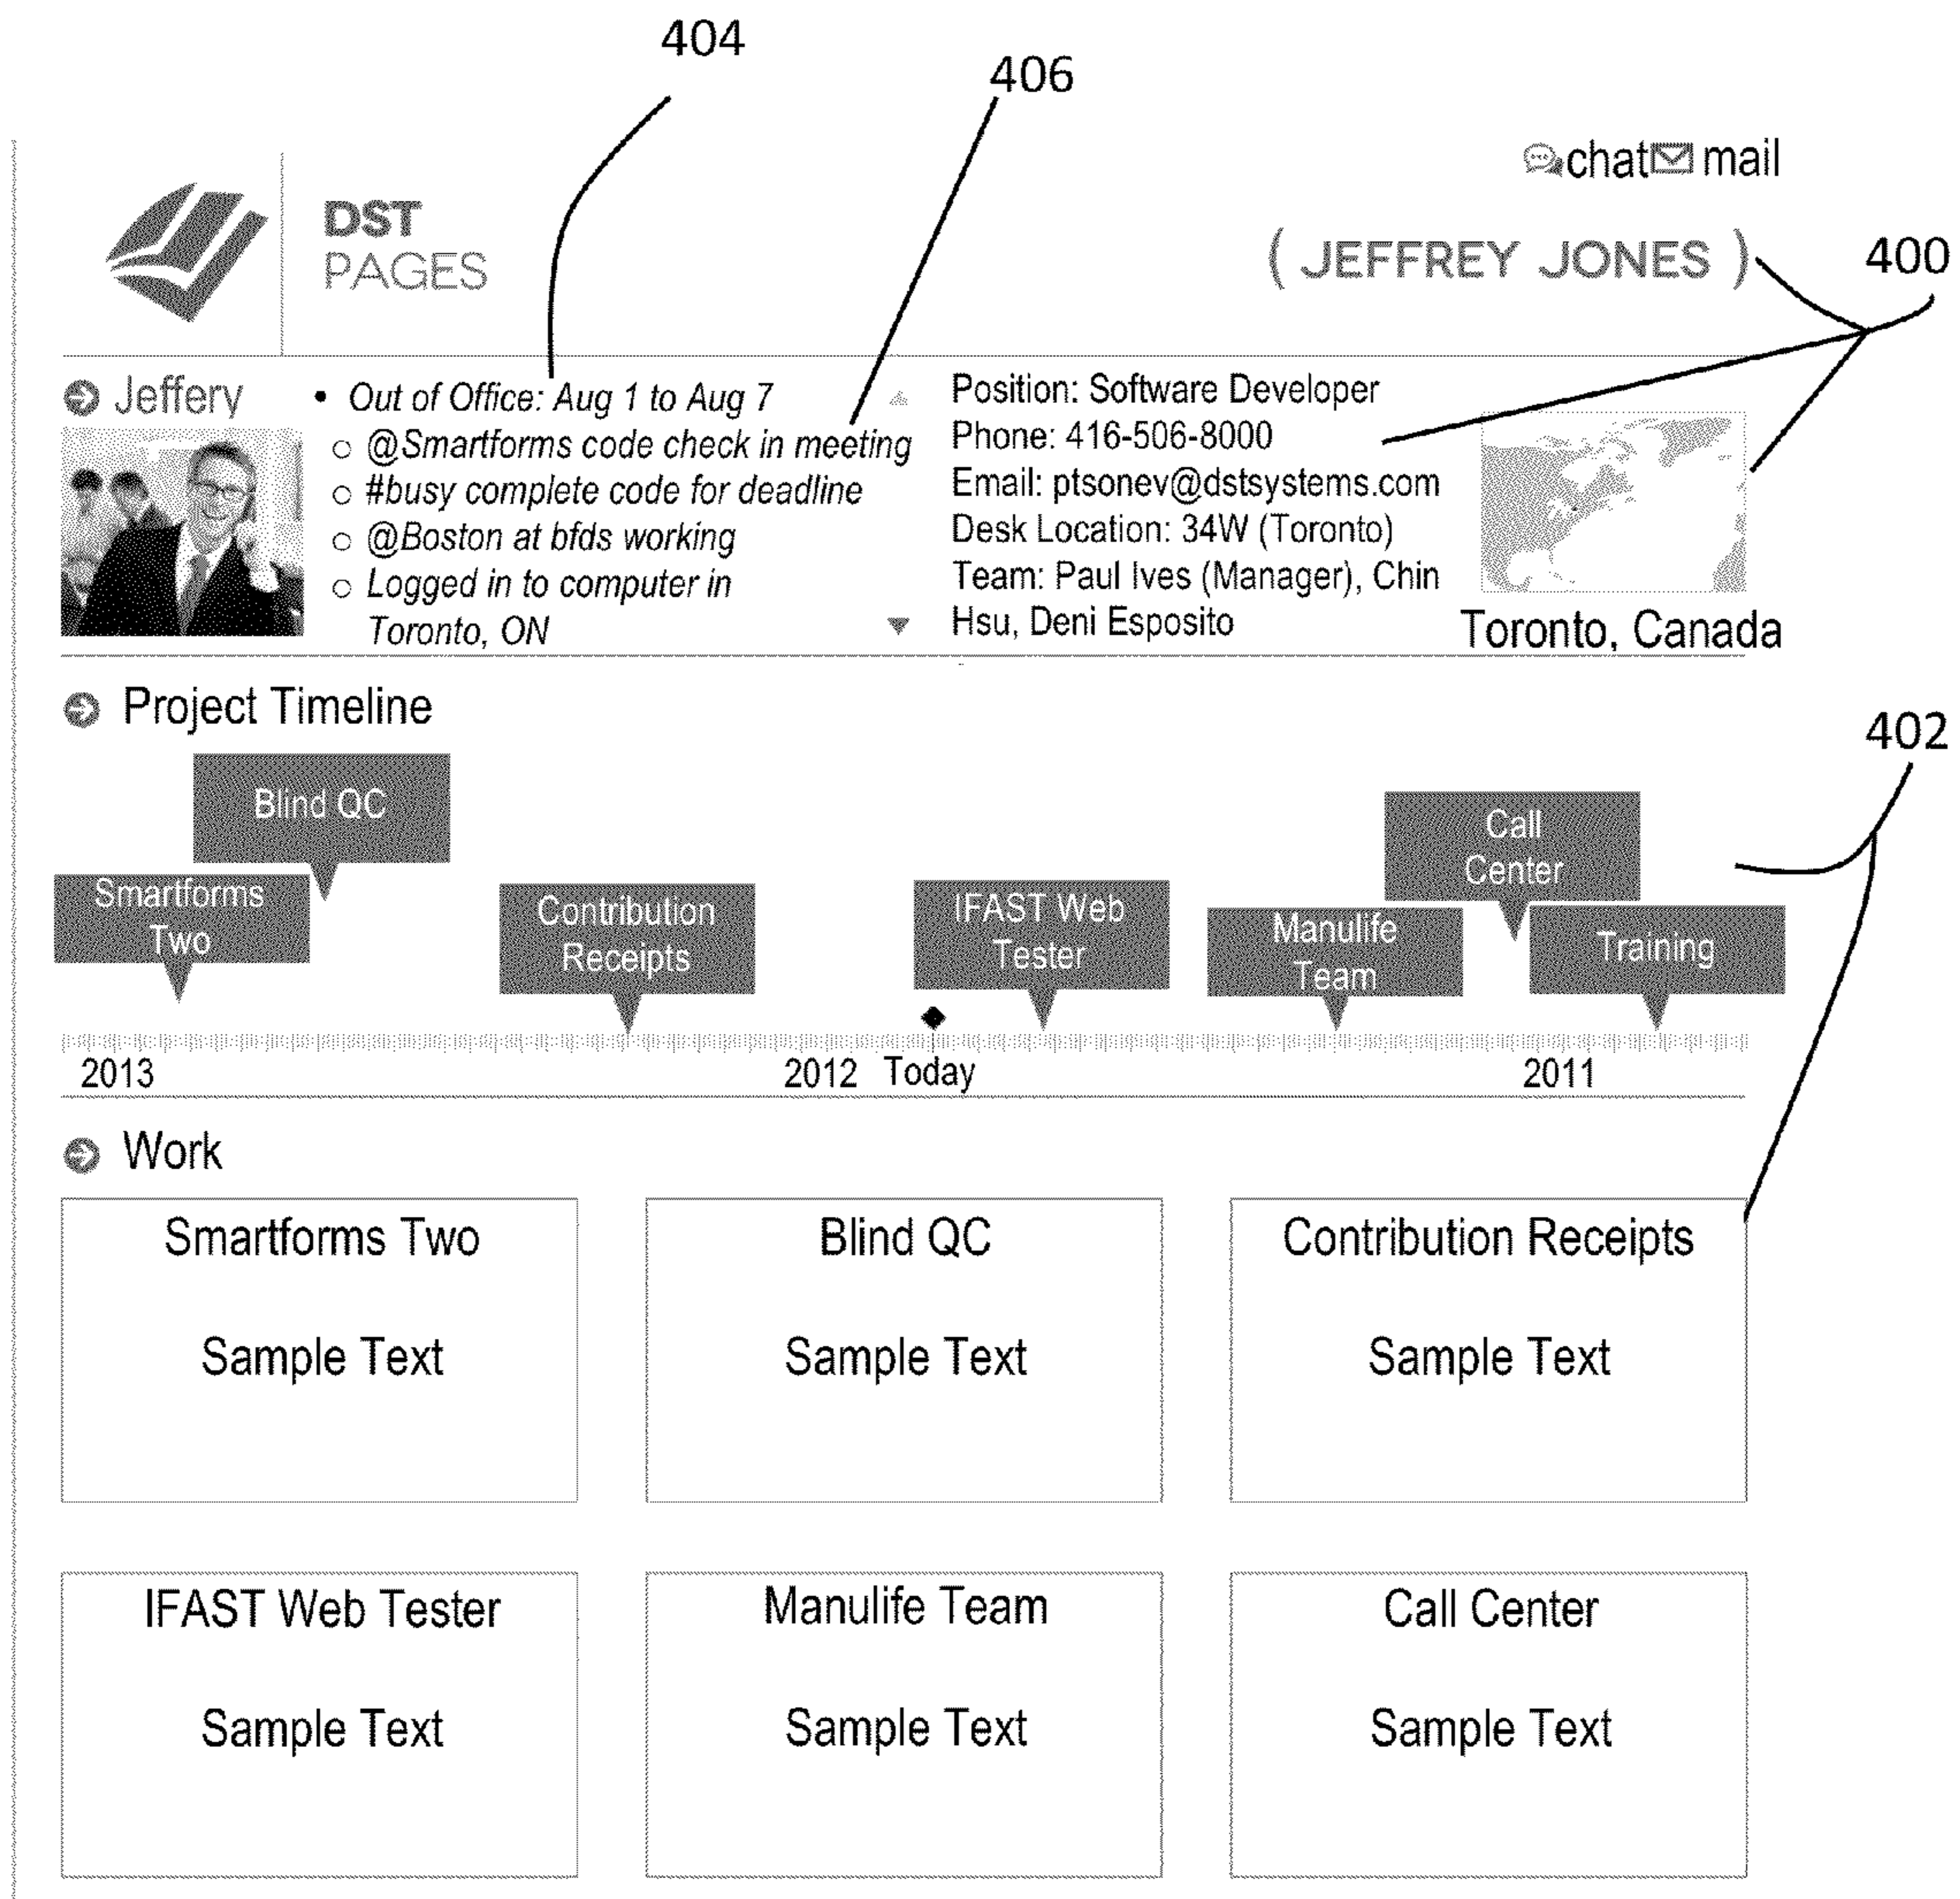 404
406
chat mail
DST
PAGES
( JEFFREY JONES )
400
Jeffery
• Out of Office: Aug 1 to Aug 7
○ @Smartforms code check in meeting
○ #busy complete code for deadline
○ @Boston at bfds working
○ Logged in to computer in
Toronto, ON
Position: Software Developer
Phone: 416-506-8000
Email: ptsonev@dstsystems.com
Desk Location: 34W (Toronto)
Team: Paul Ives (Manager), Chin
Hsu, Deni Esposito
Toronto, Canada
Project Timeline
402
Blind QC
Smartforms
Two
Contribution
Receipts
IFAST Web
Tester
Manulife
Team
Call
Center
Training
2013
2012
Today
2011
Work
Smartforms Two
Sample Text
Blind QC
Sample Text
Contribution Receipts
Sample Text
IFAST Web Tester
Sample Text
Manulife Team
Sample Text
Call Center
Sample Text